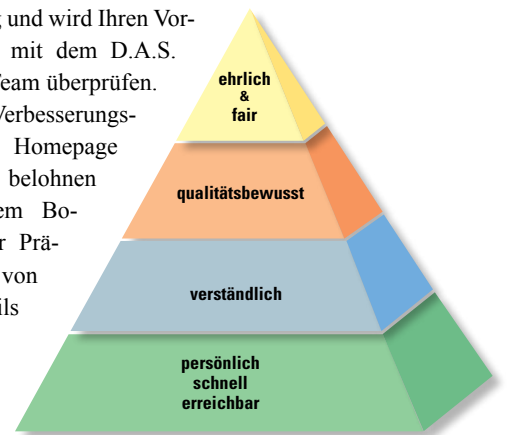 und wird Ihren Vor-
mit dem D.A.S.
Team überprüfen.
Verbesserungs-
Homepage
belohnen
em Bo-
r Prä-
von
ils
ehrlich
&
fair
qualitätsbewusst
verständlich
persönlich
schnell
erreichbar